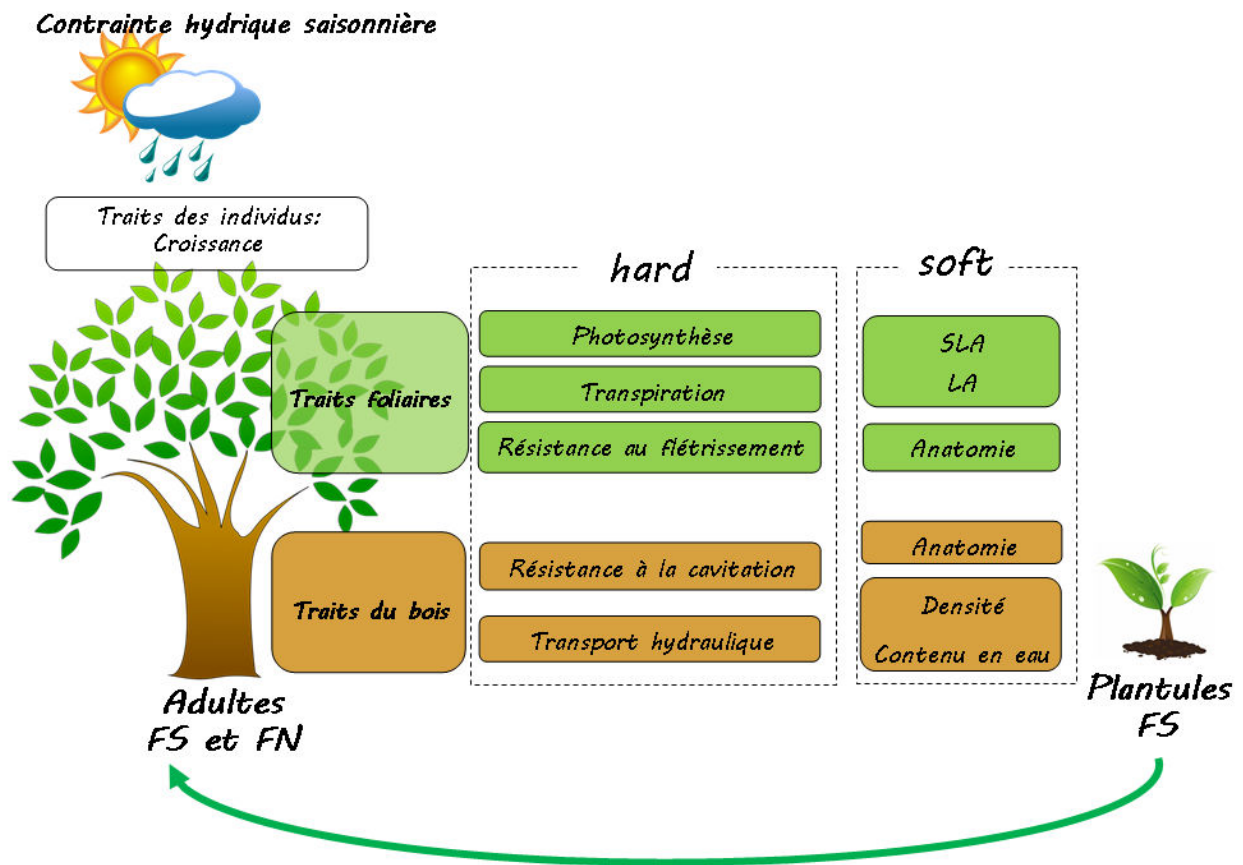 Contrainte hydrique saisonnière
Traits des individus:
Croissance
hard
soft
Traits foliaires
Photosynthèse
Transpiration
Résistance au flétrissement
SLA
LA
Anatomie
Traits du bois
Résistance à la cavitation
Transport hydraulique
Anatomie
Densité
Contenu en eau
Adultes
FS et FN
Plantules
FS